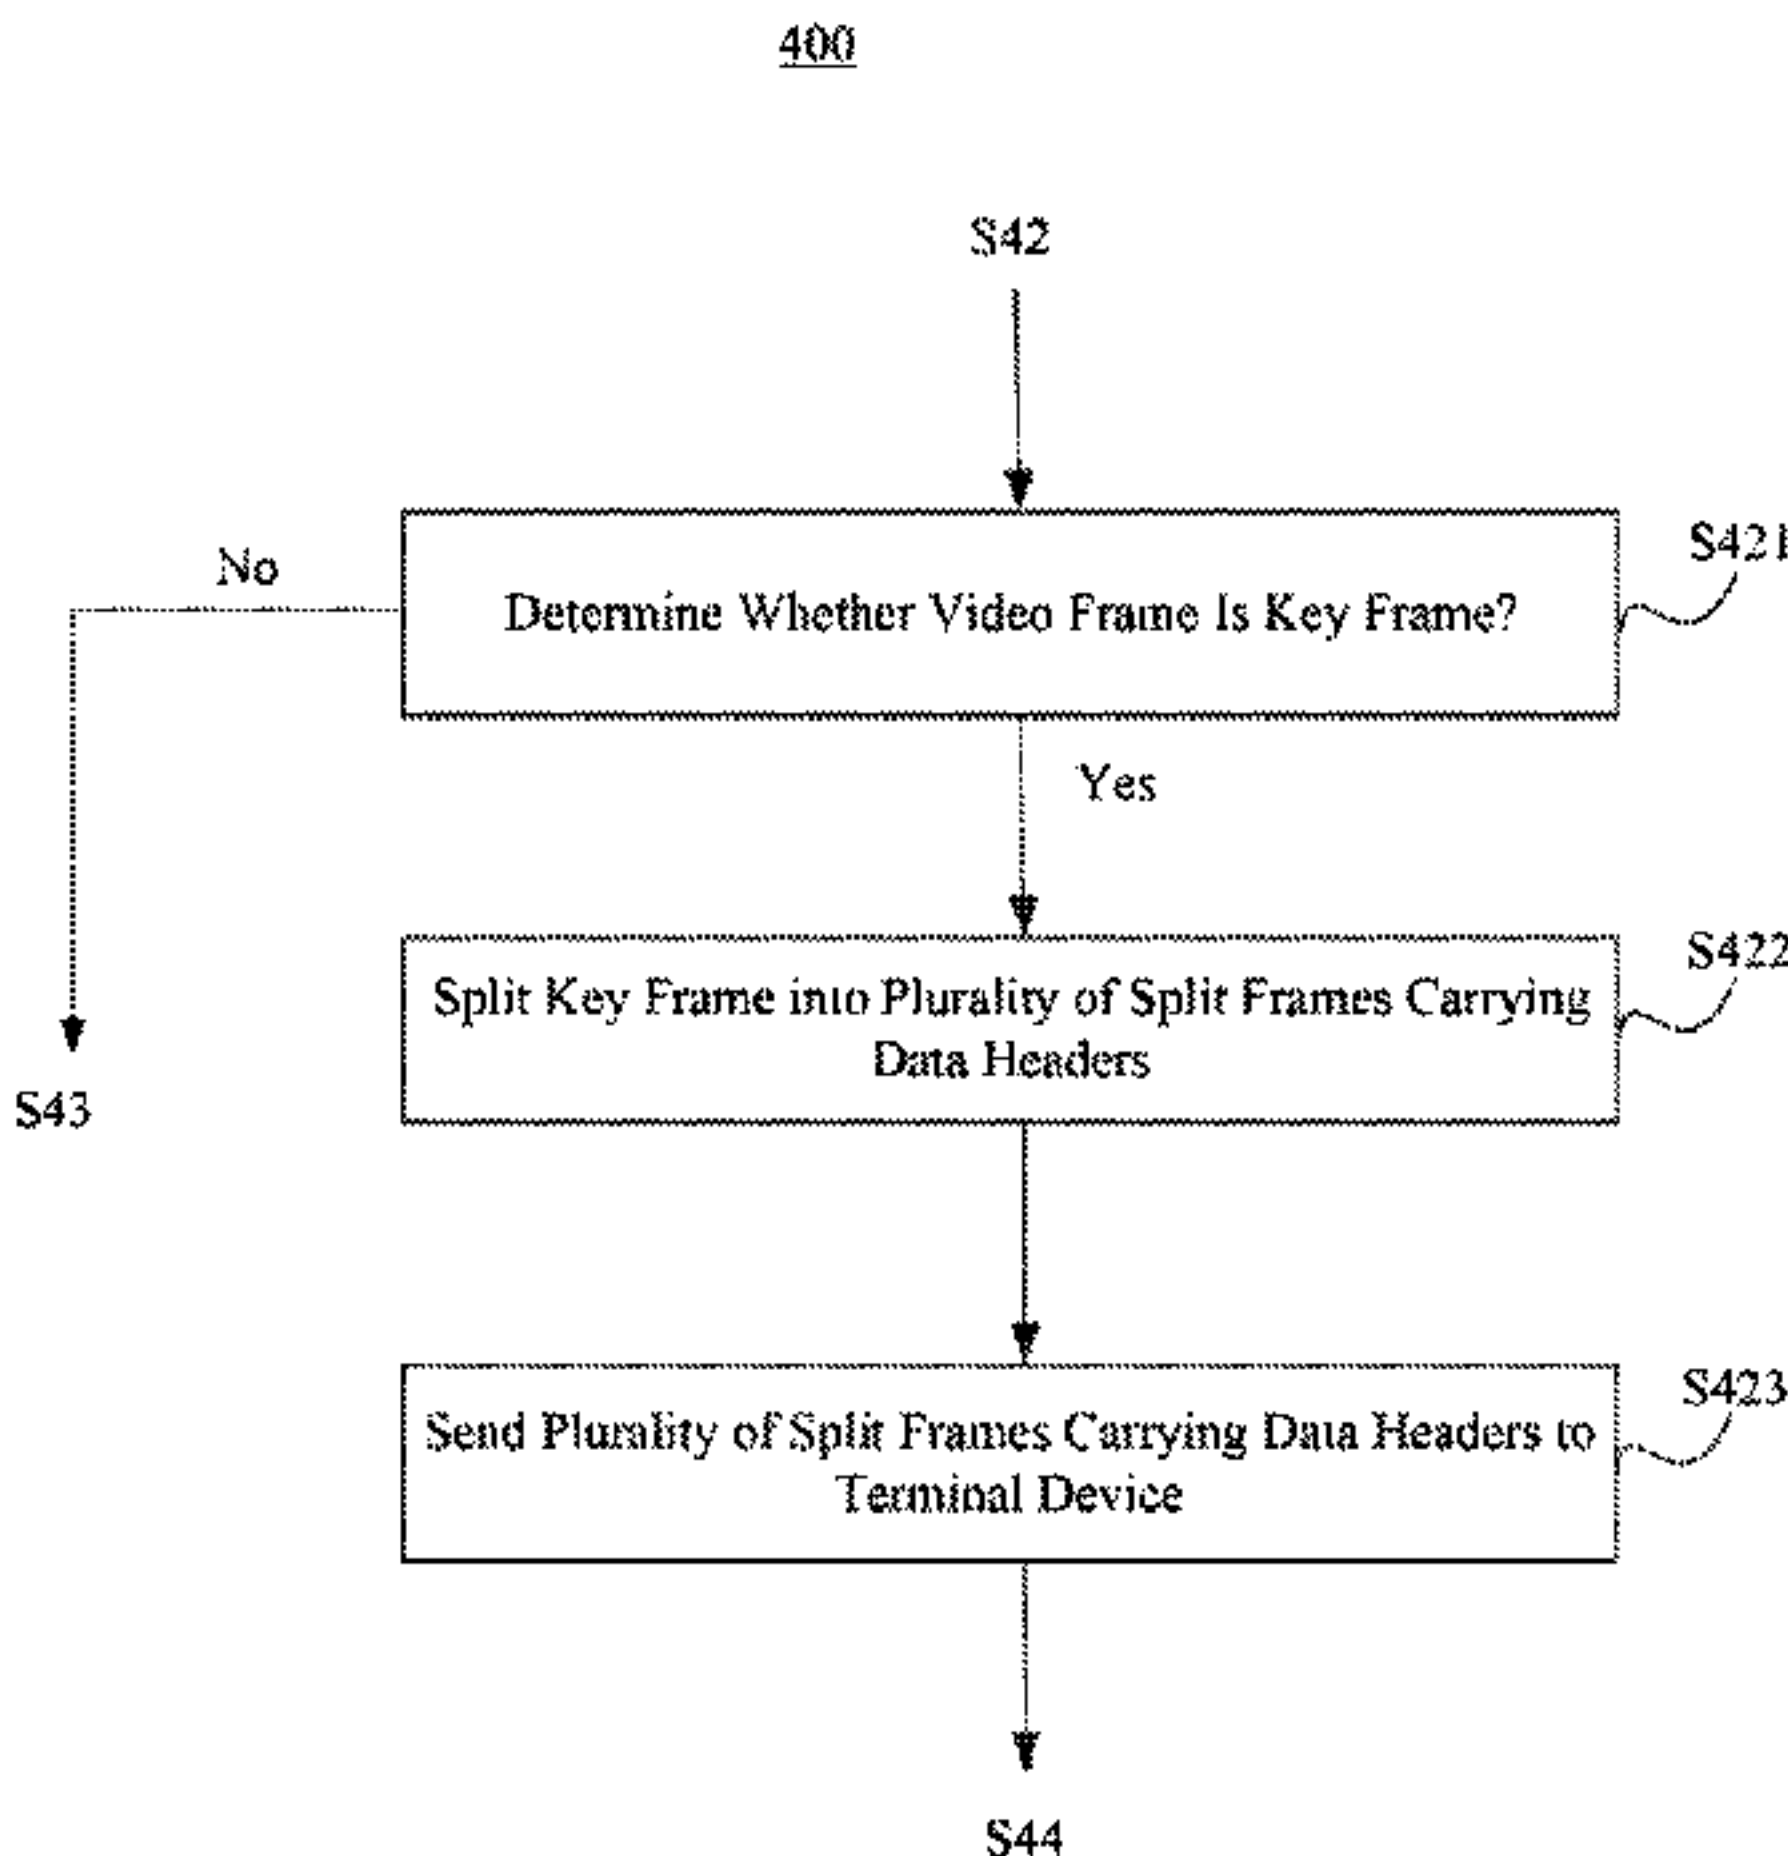 400
S42
No
Determine Whether Video Frame Is Key Frame?
S421
Yes
Split Key Frame into Plurality of Split Frames Carrying
Data Headers
S422
S43
Send Plurality of Split Frames Carrying Data Headers to
Terminal Device
S423
S44